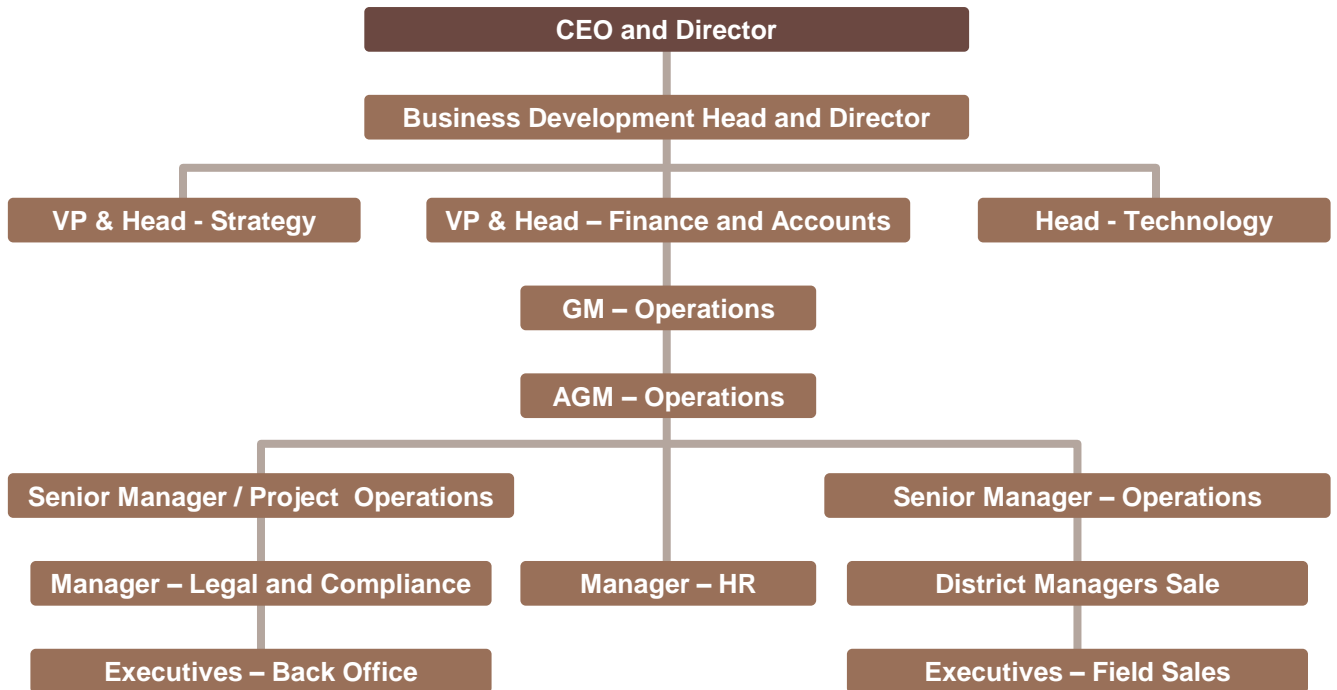 CEO and Director
Business Development Head and Director
VP & Head - Strategy
VP & Head – Finance and Accounts
Head - Technology
GM – Operations
AGM – Operations
Senior Manager / Project  Operations
Senior Manager – Operations
Manager – Legal and Compliance
Manager – HR
District Managers Sale
Executives – Back Office
Executives – Field Sales